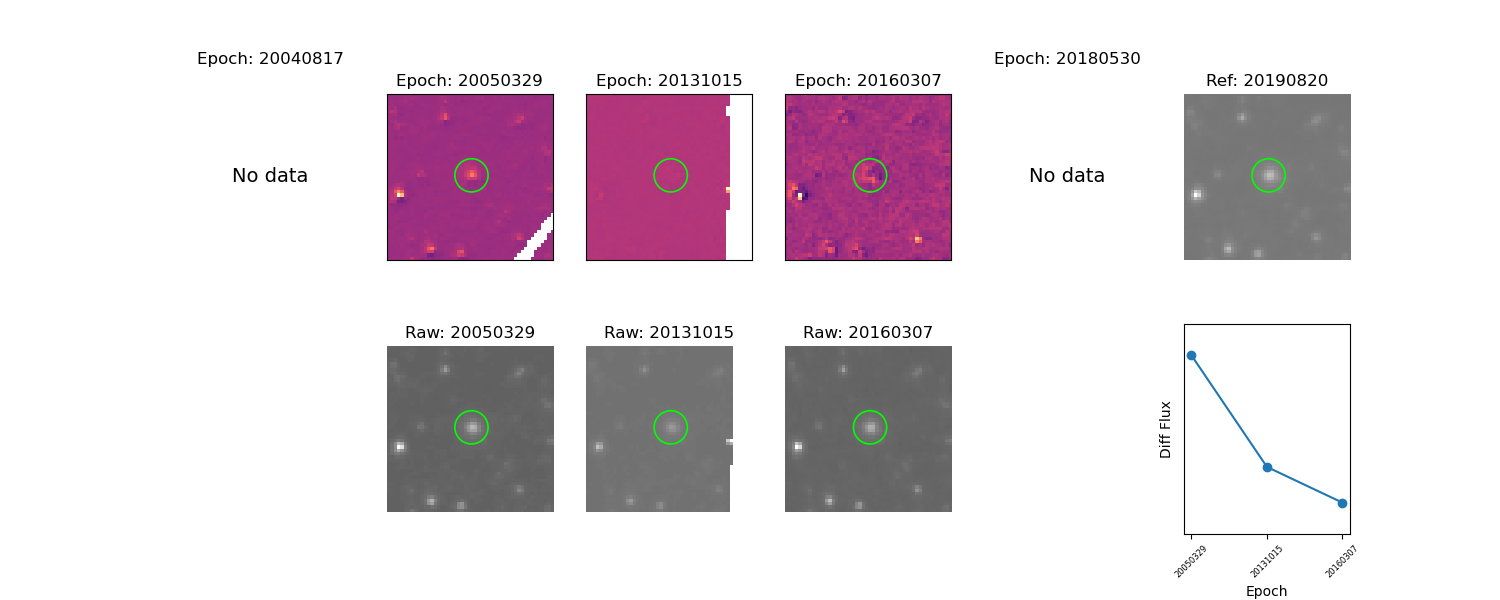 Epoch: 20040817
Epoch: 20180530
Epoch: 20050329
Epoch: 20131015
Epoch: 20160307
Ref: 20190820
No data
No data
Raw: 20050329
Raw: 20131015
Raw: 20160307
Diff Flux
20050329
20131015
20160307
Epoch